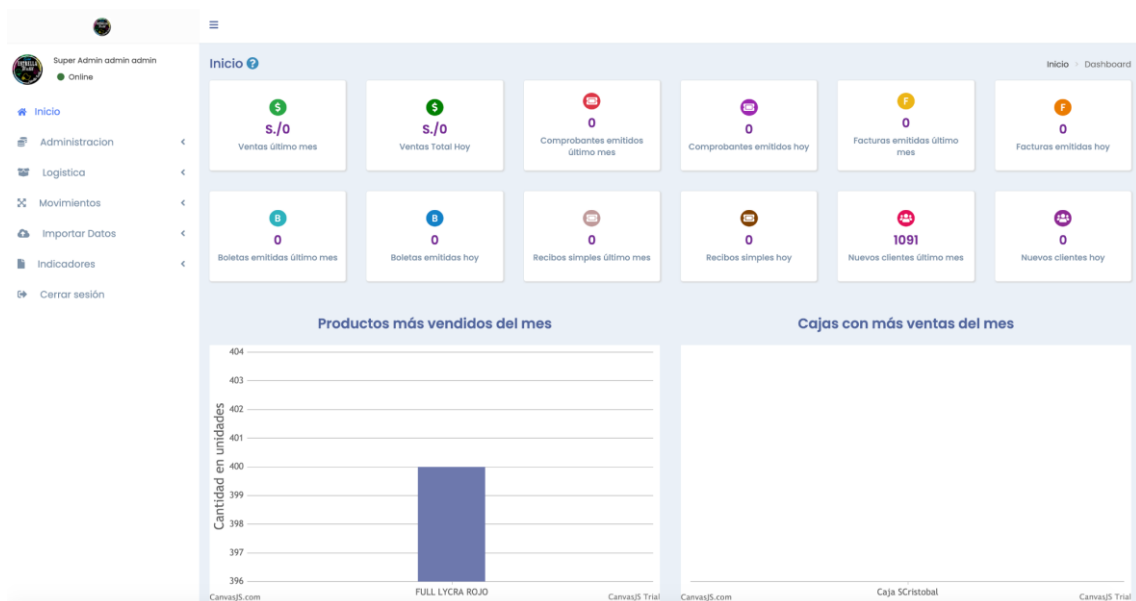 Super Admin admin admin
Online
Inicio
Administracion
Logística
Movimientos
Importar Datos
Indicadores
Cerrar sesión
Inicio ?
Inicio > Dashboard
$
S./0
Ventas último mes
$
S./0
Ventas Total Hoy
0
Comprobantes emitidos
último mes
0
Comprobantes emitidos hoy
F
0
Facturas emitidas último
mes
F
0
Facturas emitidas hoy
B
0
Boletas emitidas último mes
B
0
Boletas emitidas hoy
0
Recibos simples último mes
0
Recibos simples hoy
1091
Nuevos clientes último mes
0
Nuevos clientes hoy
Productos más vendidos del mes
Cantidad en unidades
404
403
402
401
400
399
398
397
396
FULL LYCRA ROJO
CanvasJS.com
CanvasJS Trial
Cajas con más ventas del mes
Caja SCristobal
CanvasJS.com
CanvasJS Trial